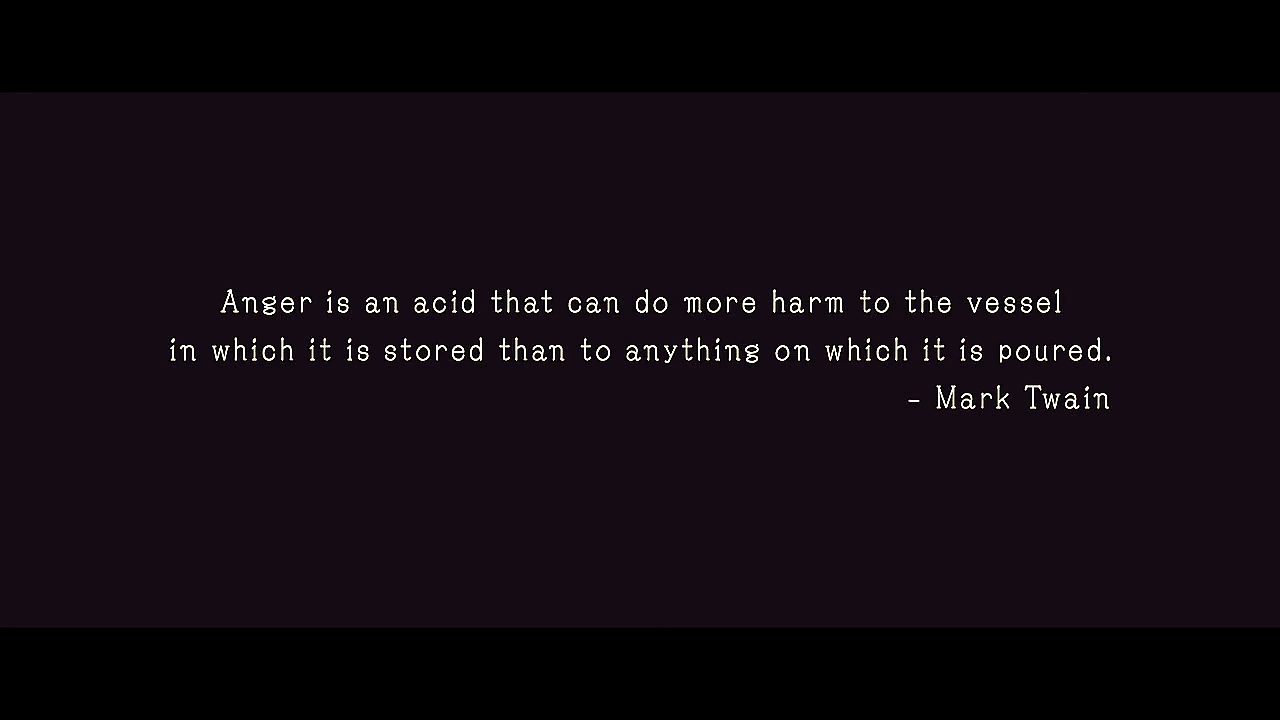 Anger is an acid that can do more harm to the vessel
in which it is stored than to anything on which it is poured.
- Mark Twain